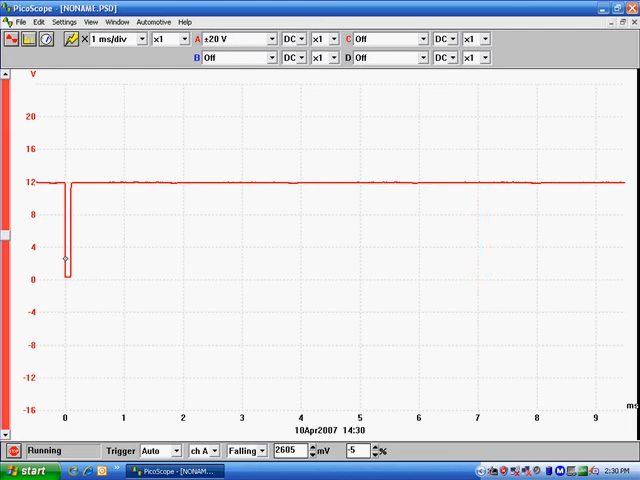 PicoScope - [NONAME.PSD]
File Edit Settings View Window Automotive Help
X 1 ms/div x1 A ±20 V DC x1 C Off DC x1
B Off DC x1 D Off DC x1
V
20
16
12
8
4
0
-4
-8
-12
-16
ms
0 1 2 3 4 5 6 7 8 9
10Apr2007 14:30
Running Trigger Auto ch A Falling 2605 mV -5 %
start PicoScope - [NONAM... 2:30 PM